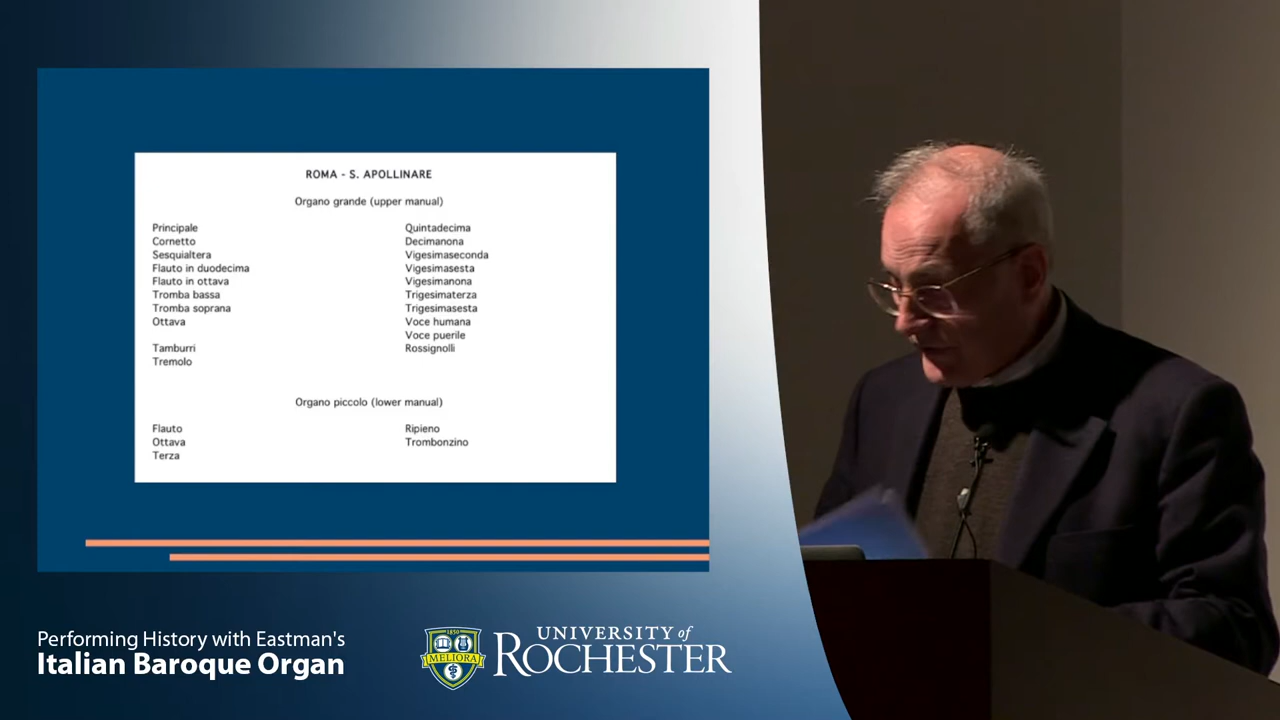 ROMA - S. APOLLINARE
Organo grande (upper manual)
Principale
Cornetto
Sesquialtera
Flauto in duodecima
Flauto in ottava
Tromba bassa
Tromba soprana
Ottava
Tamburri
Tremolo
Quintadecima
Decimanona
Vigesimaseconda
Vigesimasesta
Vigesimanona
Trigesimaterza
Trigesimasesta
Voce humana
Voce puerile
Rossignolli
Organo piccolo (lower manual)
Flauto
Ottava
Terza
Ripieno
Trombonzino
Performing History with Eastman's
Italian Baroque Organ
1850
MELIORA
UNIVERSITY of
ROCHESTER